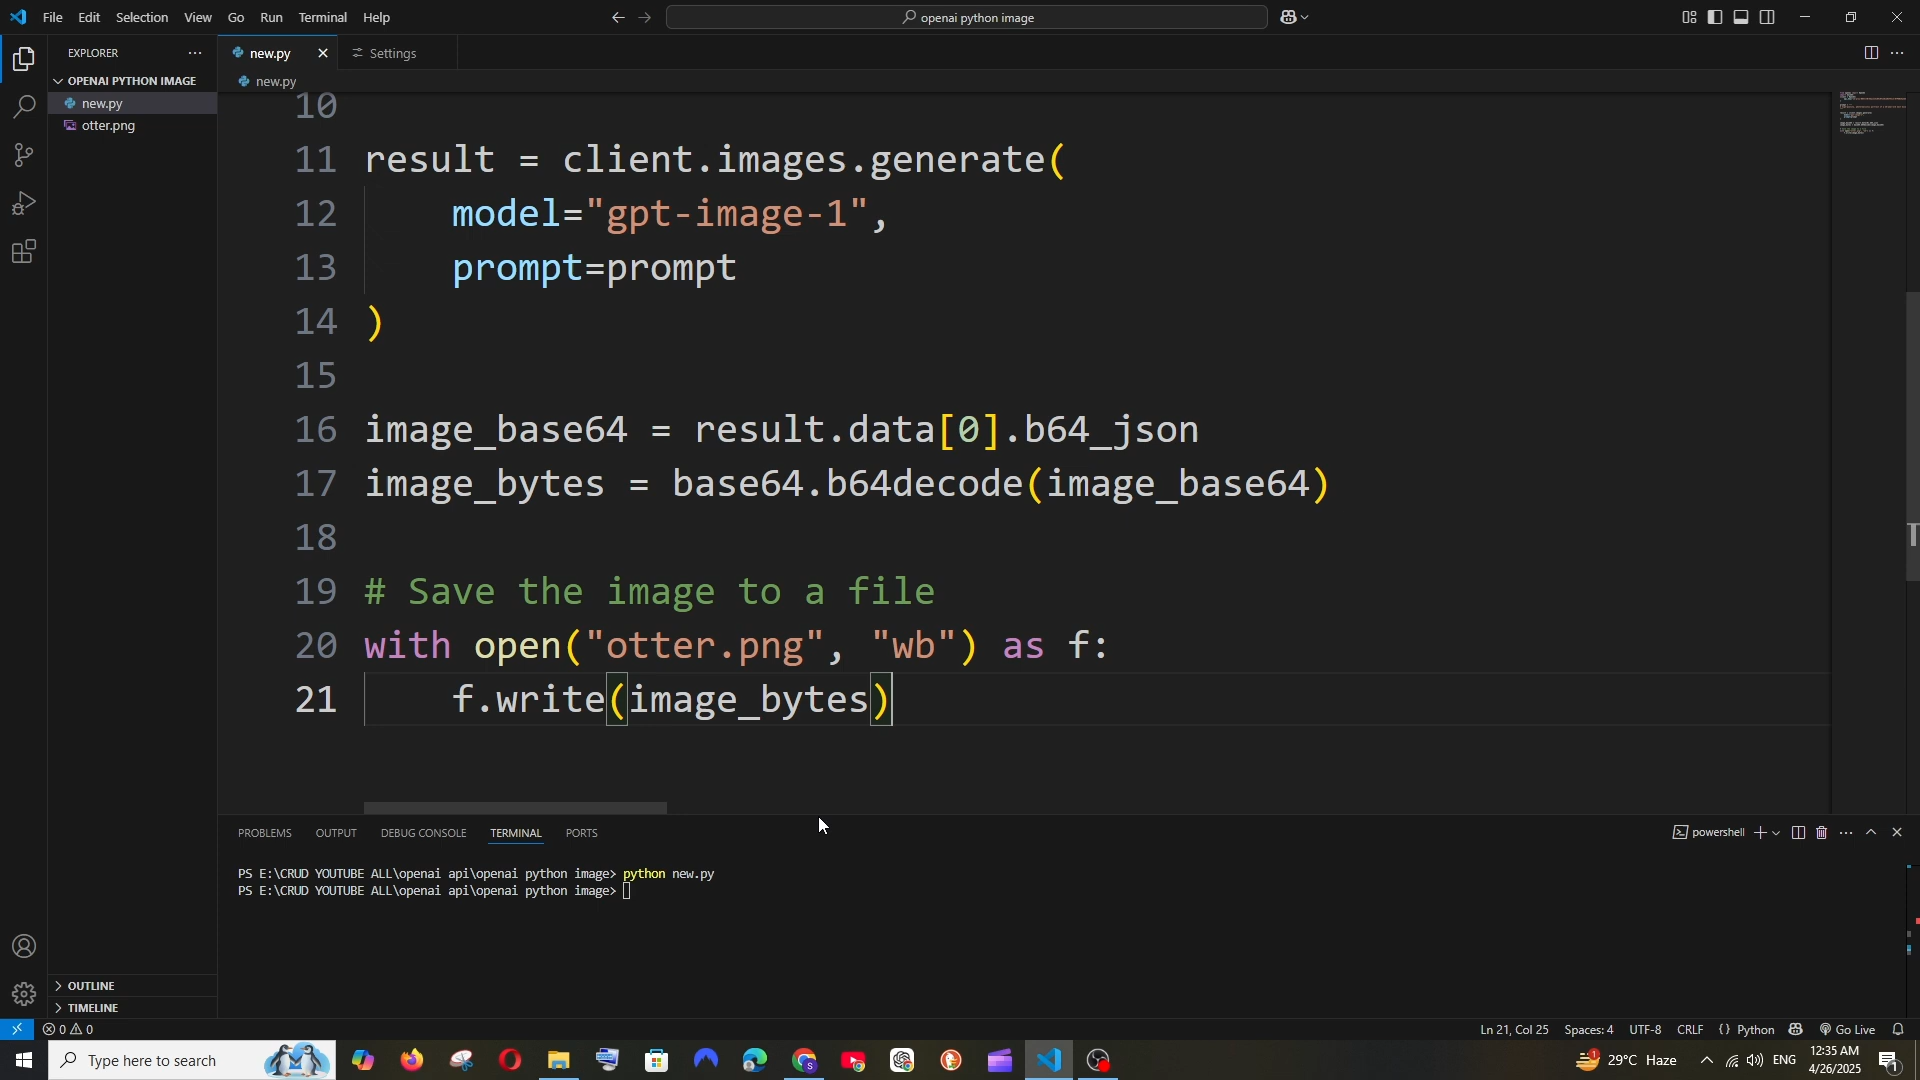 File Edit Selection View Go Run Terminal Help
openai python image
EXPLORER
OPENAI PYTHON IMAGE
new.py
otter.png
new.py
Settings
new.py
10
11 result = client.images.generate(
12 model="gpt-image-1",
13 prompt=prompt
14 )
15
16 image_base64 = result.data[0].b64_json
17 image_bytes = base64.b64decode(image_base64)
18
19 # Save the image to a file
20 with open("otter.png", "wb") as f:
21 f.write(image_bytes)
PROBLEMS OUTPUT DEBUG CONSOLE TERMINAL PORTS
powershell
PS E:\CRUD YOUTUBE ALL\openai api\openai python image> python new.py
PS E:\CRUD YOUTUBE ALL\openai api\openai python image>
OUTLINE
TIMELINE
0 0
Ln 21, Col 25 Spaces: 4 UTF-8 CRLF {} Python Go Live
Type here to search
29°C Haze
ENG
12:35 AM
4/26/2025